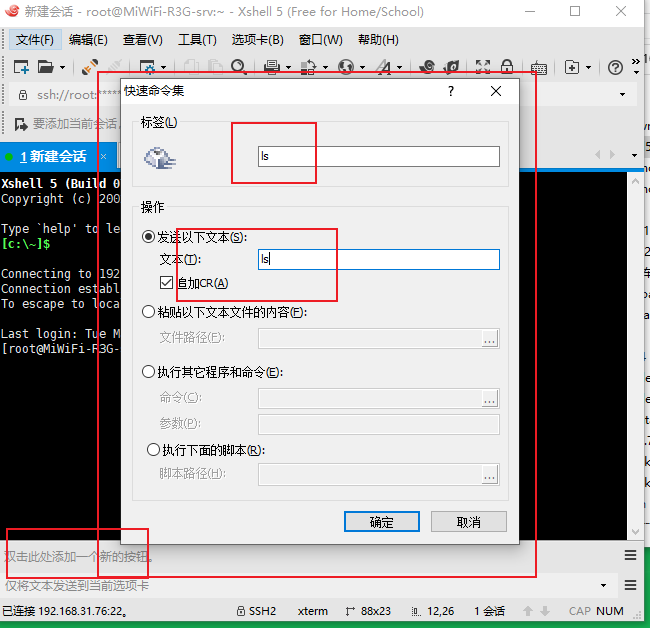 新建会话 - root@MiWiFi-R3G-srv:~ - Xshell 5 (Free for Home/School)
文件(F) 编辑(E) 查看(V) 工具(T) 选项卡(B) 窗口(W) 帮助(H)
ssh://root:*****
要添加当前会话，
1 新建会话
Xshell 5 (Build 0
Copyright (c) 200
Type `help' to le
[c:\~]$
Connecting to 192
Connection establ
To escape to loca
Last login: Tue M
[root@MiWiFi-R3G-
快速命令集
标签(L)
ls
操作
发送以下文本(S):
文本(T):
ls
追加CR(A)
粘贴以下文本文件的内容(F):
文件路径(F):
...
执行其它程序和命令(E):
命令(C):
...
参数(P):
执行下面的脚本(R):
脚本路径(H):
...
确定 取消
双击此处添加一个新的按钮。
仅将文本发送到当前选项卡
已连接 192.168.31.76:22。 SSH2 xterm 88x23 12,26 1 会话 CAP NUM